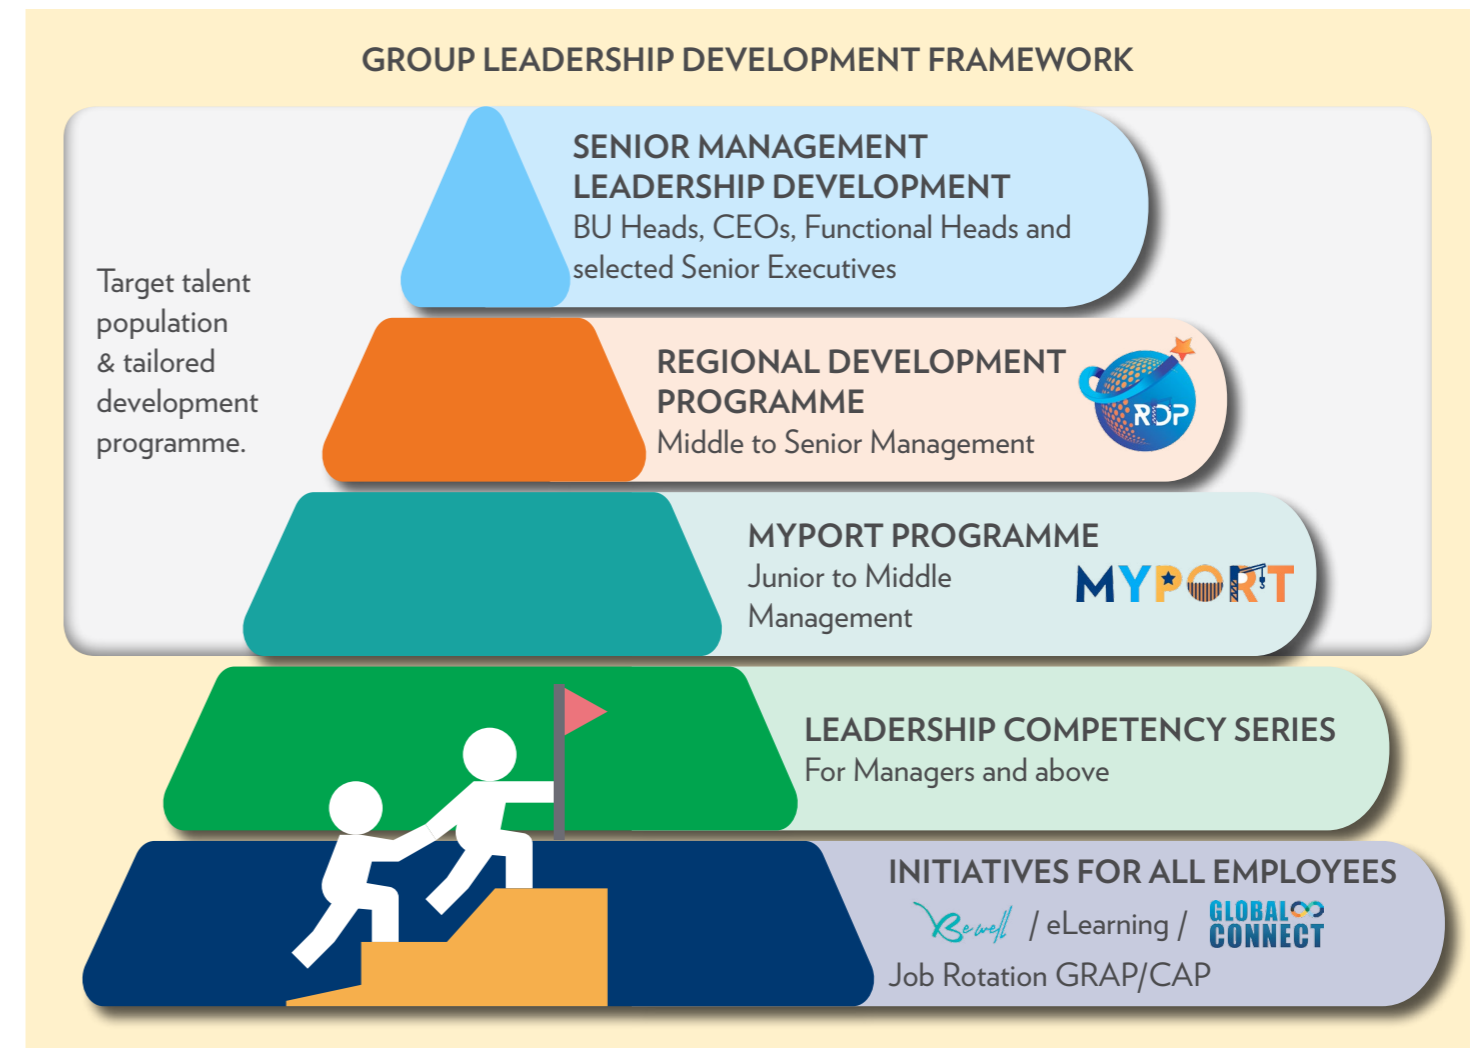 GROUP LEADERSHIP DEVELOPMENT FRAMEWORK
Target talent
population
& tailored
development
programme.
SENIOR MANAGEMENT
LEADERSHIP DEVELOPMENT
BU Heads, CEOs, Functional Heads and
selected Senior Executives
REGIONAL DEVELOPMENT
PROGRAMME
Middle to Senior Management
RDP
MYPORT PROGRAMME
Junior to Middle
Management
MYPORT
LEADERSHIP COMPETENCY SERIES
For Managers and above
INITIATIVES FOR ALL EMPLOYEES
Be well / eLearning / GLOBAL CONNECT
Job Rotation GRAP/CAP